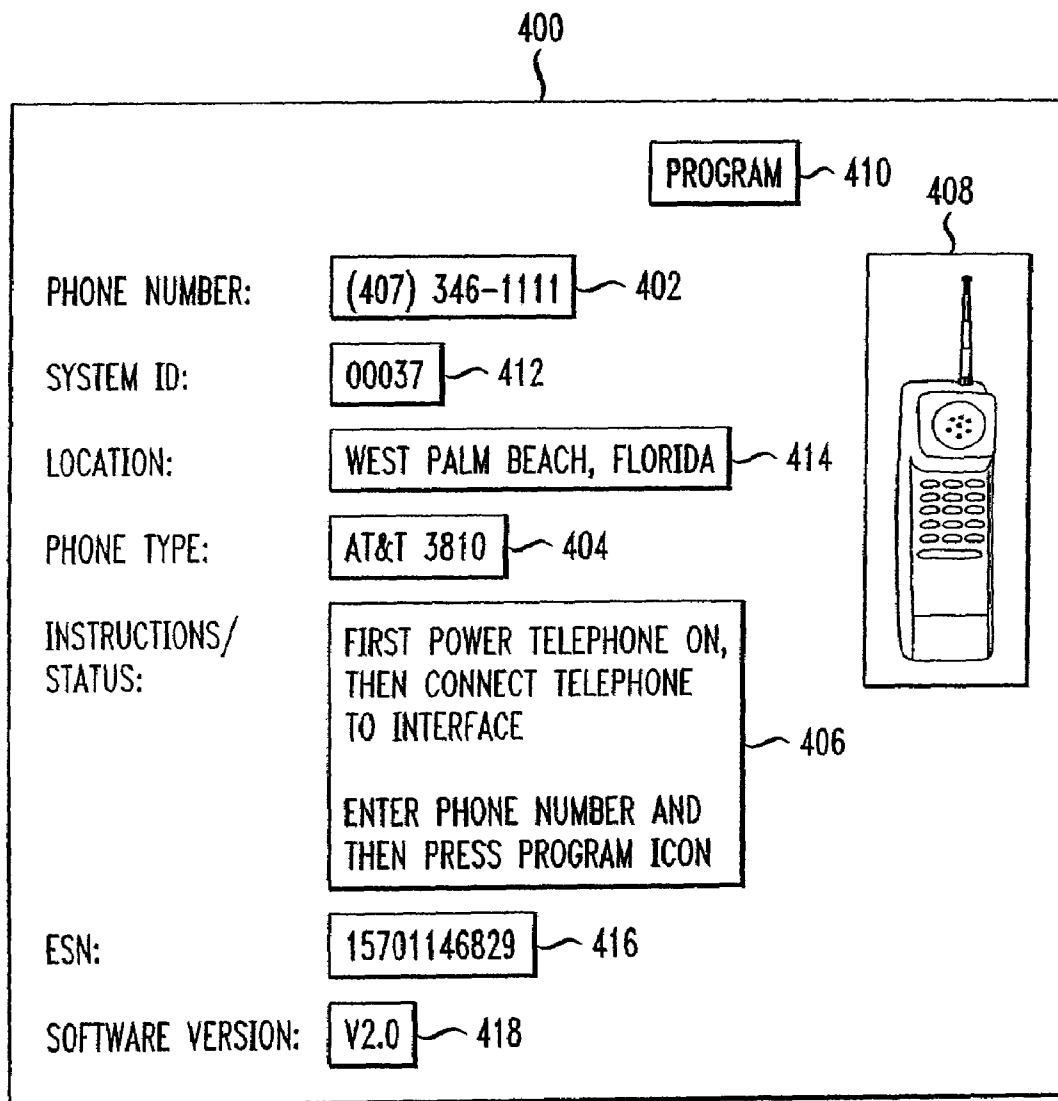 400
PROGRAM 410
408
PHONE NUMBER: (407) 346-1111 402
SYSTEM ID: 00037 412
LOCATION: WEST PALM BEACH, FLORIDA 414
PHONE TYPE: AT&T 3810 404
INSTRUCTIONS/
STATUS:
FIRST POWER TELEPHONE ON,
THEN CONNECT TELEPHONE
TO INTERFACE
406
ENTER PHONE NUMBER AND
THEN PRESS PROGRAM ICON
ESN: 15701146829 416
SOFTWARE VERSION: V2.0 418